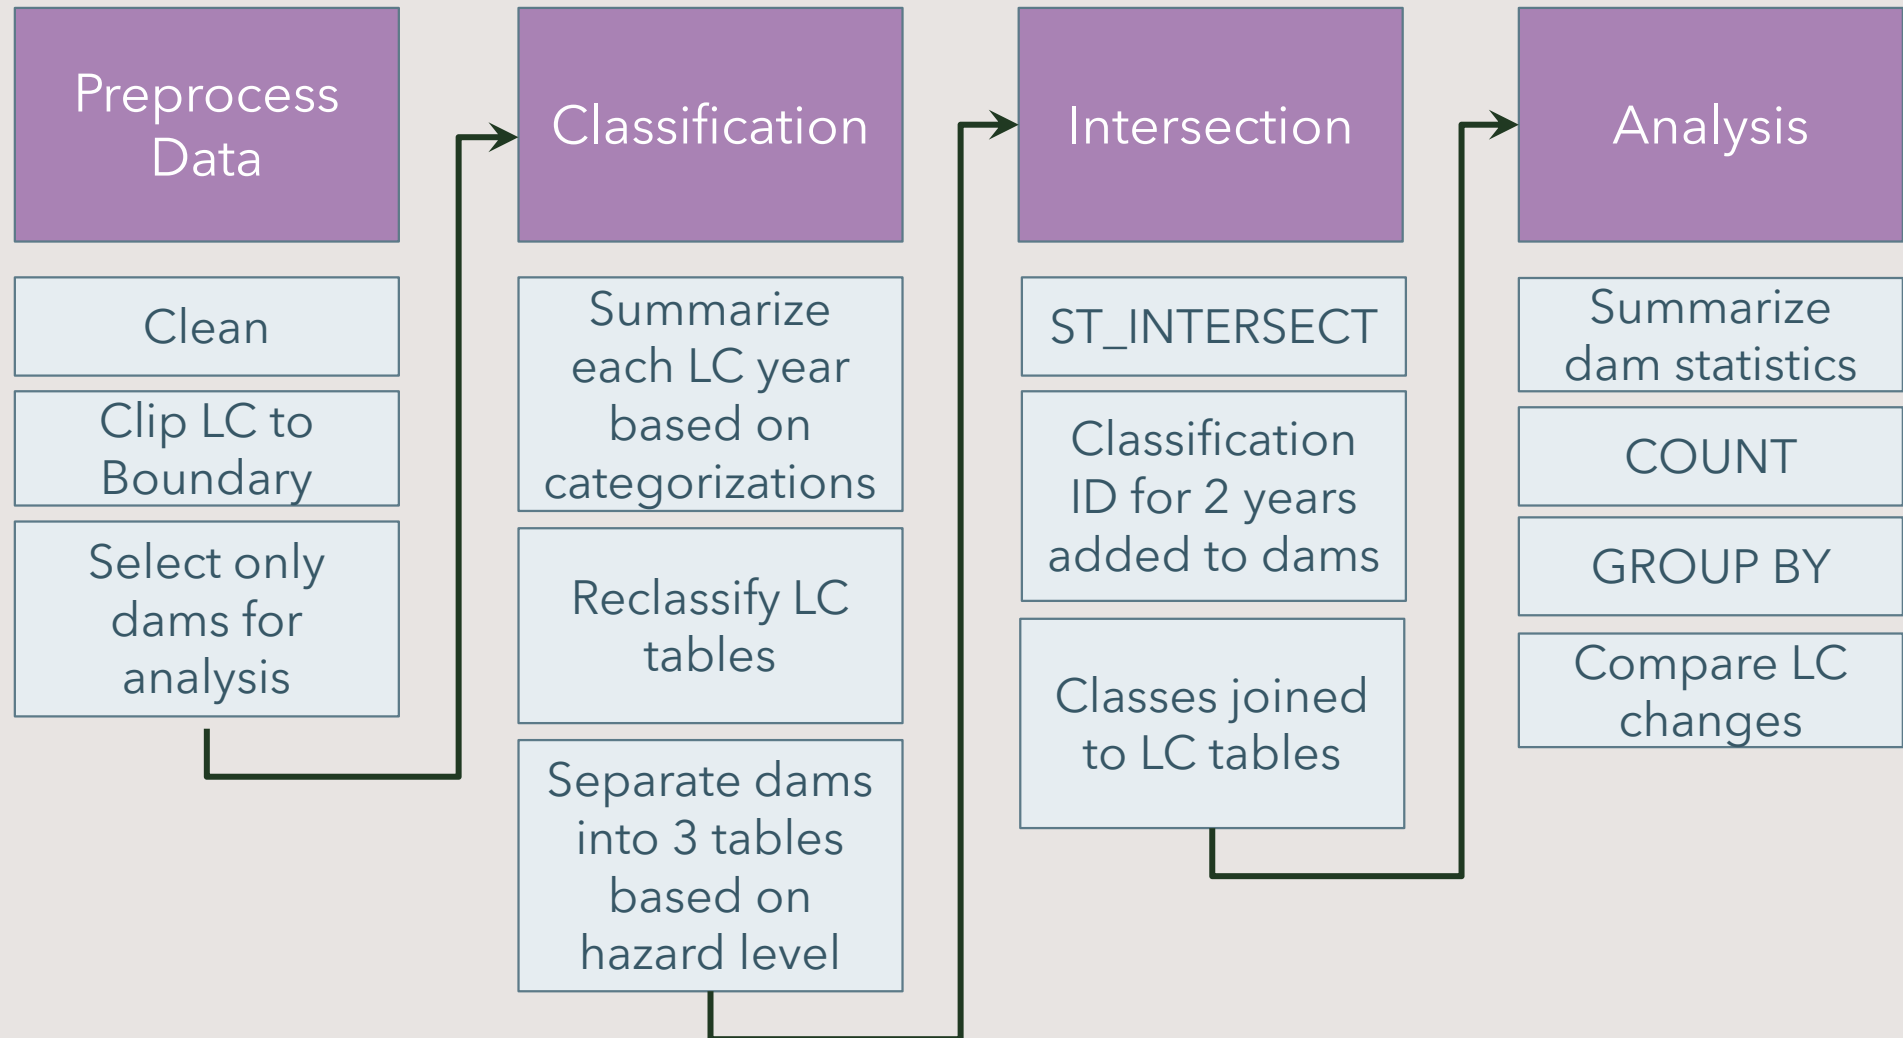 Preprocess
Data
Clean
Clip LC to
Boundary
Select only
dams for
analysis
Classification
Summarize
each LC year
based on
categorizations
Reclassify LC
tables
Separate dams
into 3 tables
based on
hazard level
Intersection
ST_INTERSECT
Classification
ID for 2 years
added to dams
Classes joined
to LC tables
Analysis
Summarize
dam statistics
COUNT
GROUP BY
Compare LC
changes